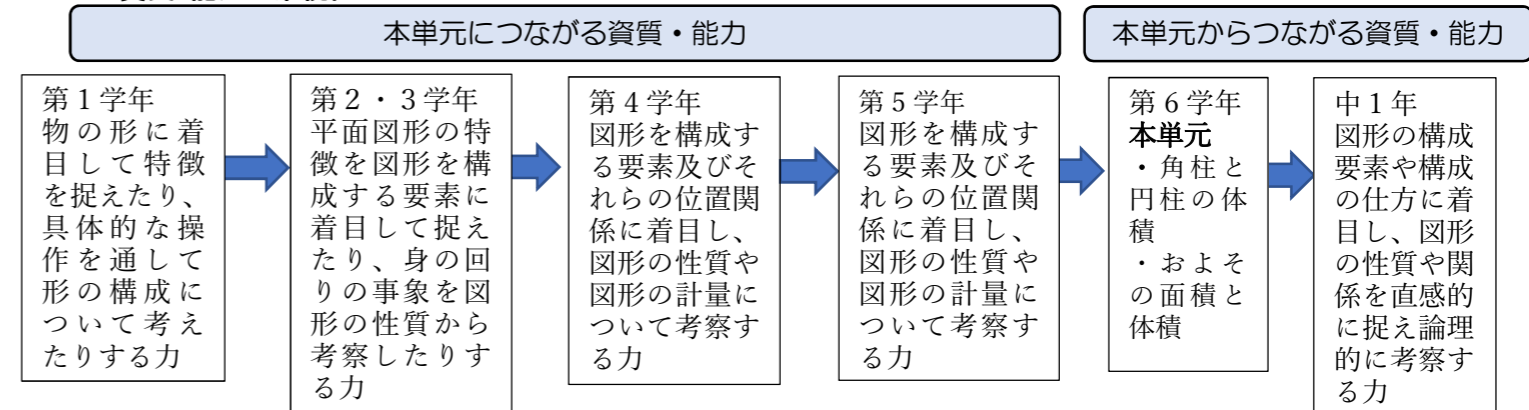 本単元につながる資質・能力
本単元からつながる資質・能力
第1学年
物の形に着
目して特徴
を捉えたり、
具体的な操
作を通して
形の構成に
ついて考え
たりする力
第2・3学年
平面図形の特
徴を図形を構
成する要素に
着目して捉え
たり、身の回
りの事象を図
形の性質から
考察したりす
る力
第4学年
図形を構成す
る要素及びそ
れらの位置関
係に着目し、
図形の性質や
図形の計量に
ついて考察す
る力
第5学年
図形を構成す
る要素及びそ
れらの位置関
係に着目し、
図形の性質や
図形の計量に
ついて考察す
る力
第6学年
本単元
・角柱と
円柱の体
積
・およそ
の面積と
体積
中1年
図形の構成
要素や構成
の仕方に着
目し、図形
の性質や関
係を直感的
に捉え論理
的に考察す
る力